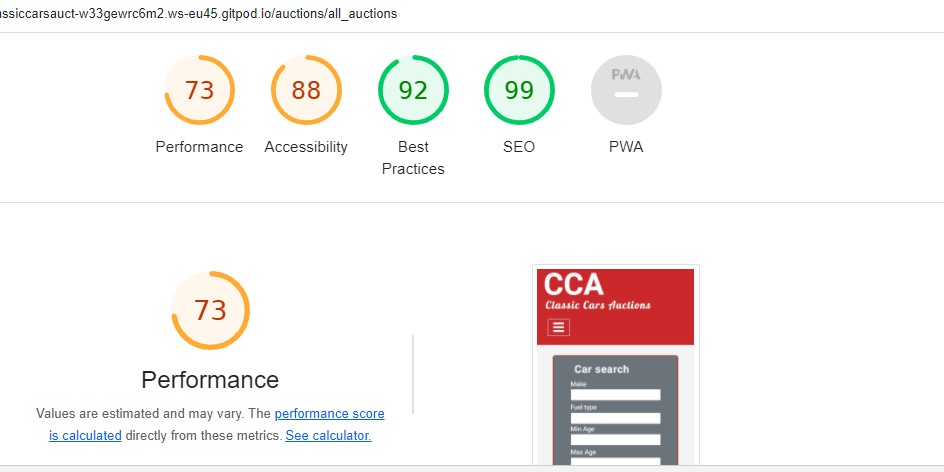 assiccarsauct-w33gewrc6m2.ws-eu45.gitpod.io/auctions/all_auctions
73 88 92 99 PWA
Performance Accessibility Best Practices SEO PWA
73
Performance
Values are estimated and may vary. The performance score
is calculated directly from these metrics. See calculator.
CCA
Classic Cars Auctions
Car search
Make
Fuel type
Min Age
Max Age